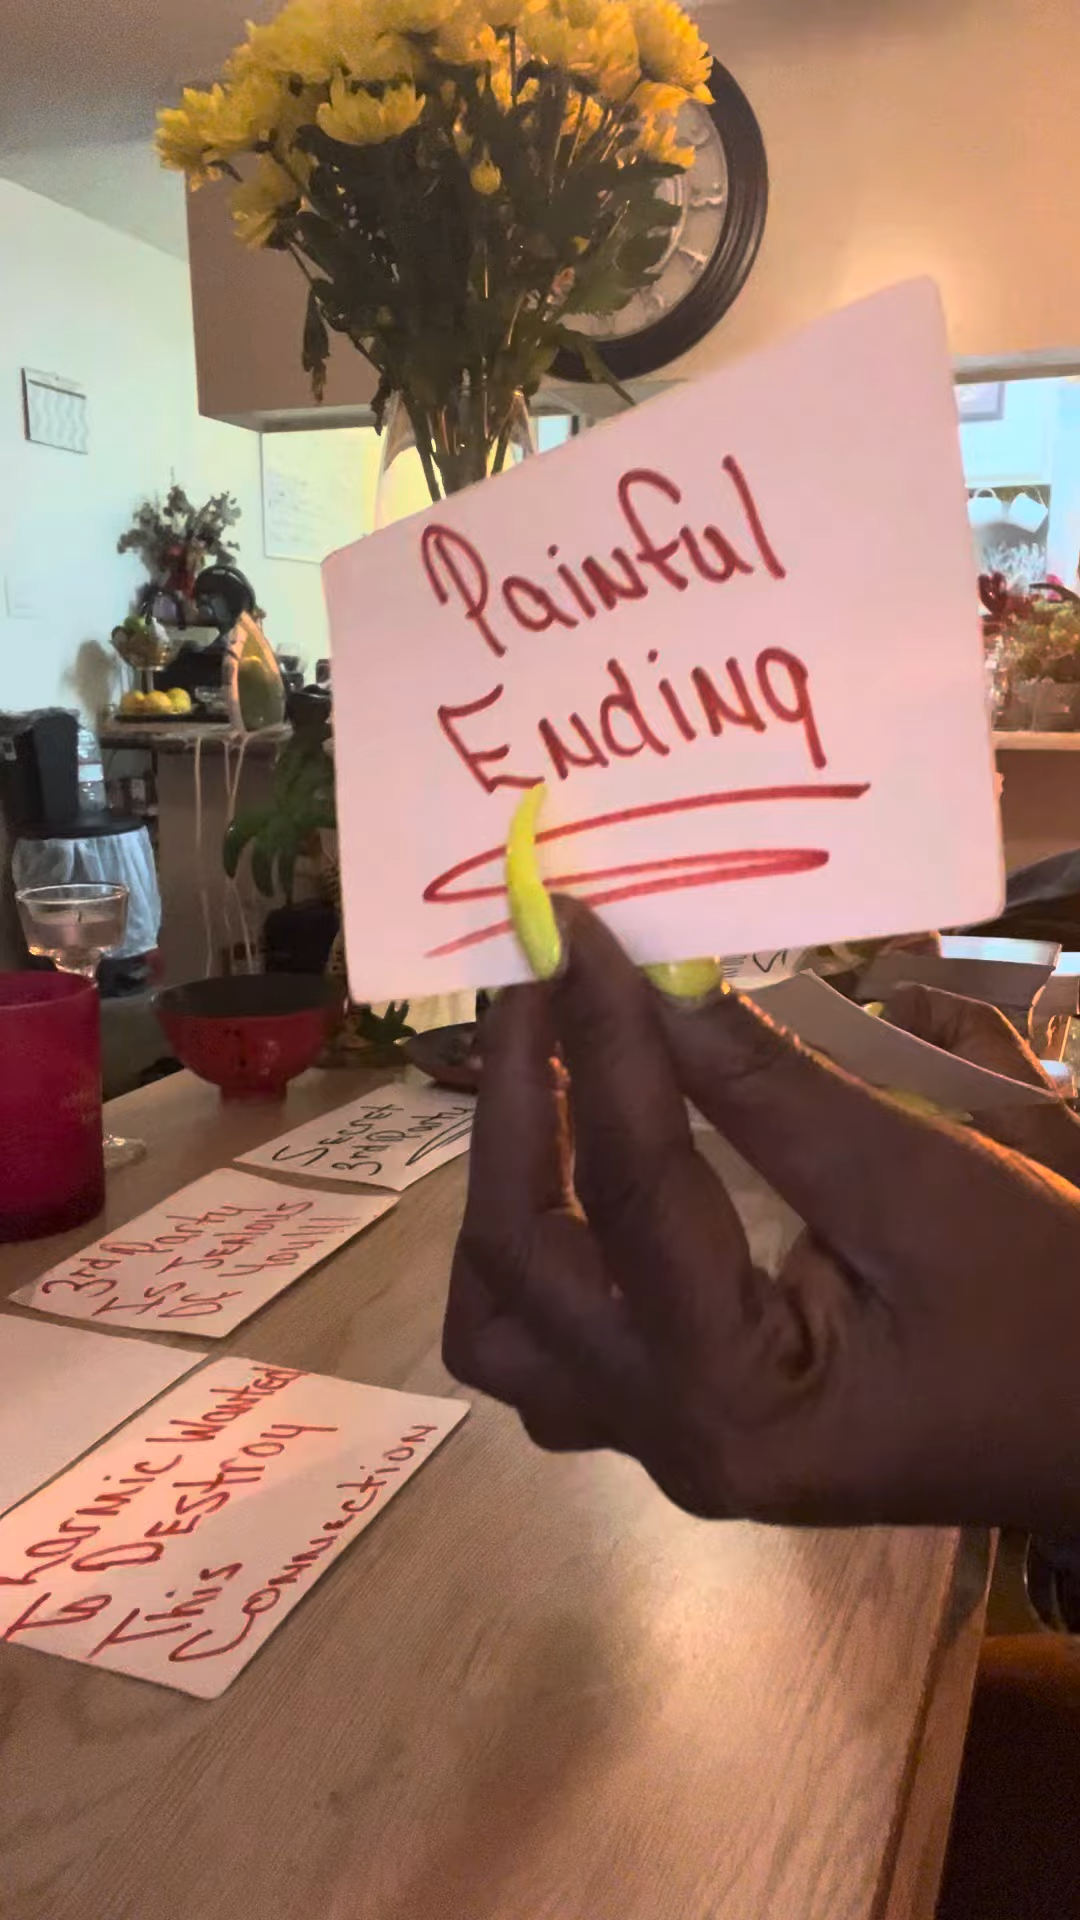 Painful
Ending
Secret
3rd Party
3rd Party
Is Jealous
Of You!!!
Karmic Wanted
To Destroy
This
Connection